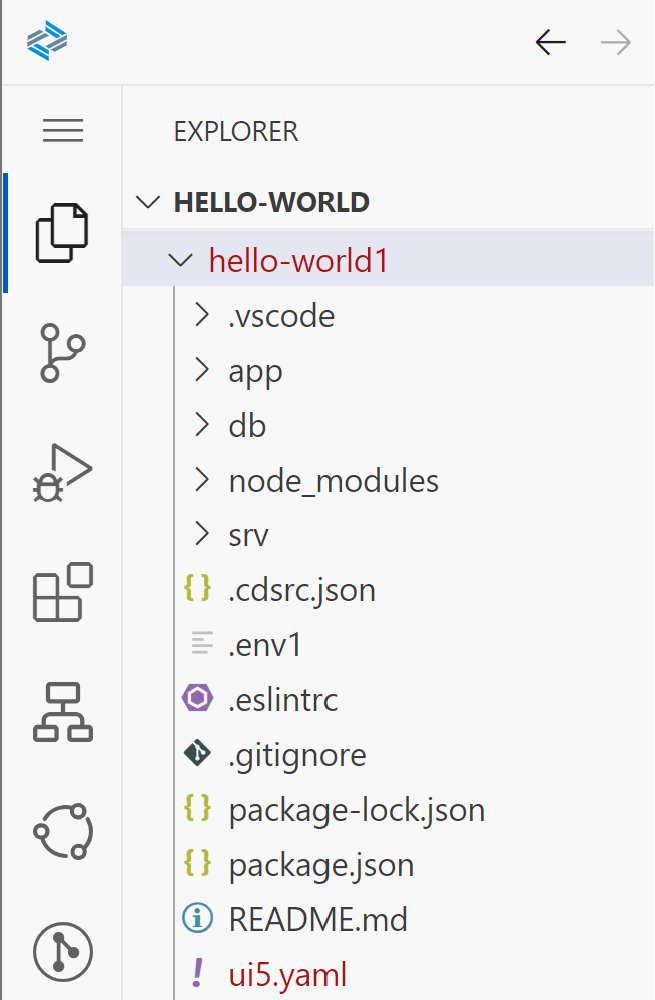 EXPLORER
HELLO-WORLD
hello-world1
.vscode
app
db
node_modules
srv
.cdsrc.json
.env1
.eslintrc
.gitignore
package-lock.json
package.json
README.md
ui5.yaml